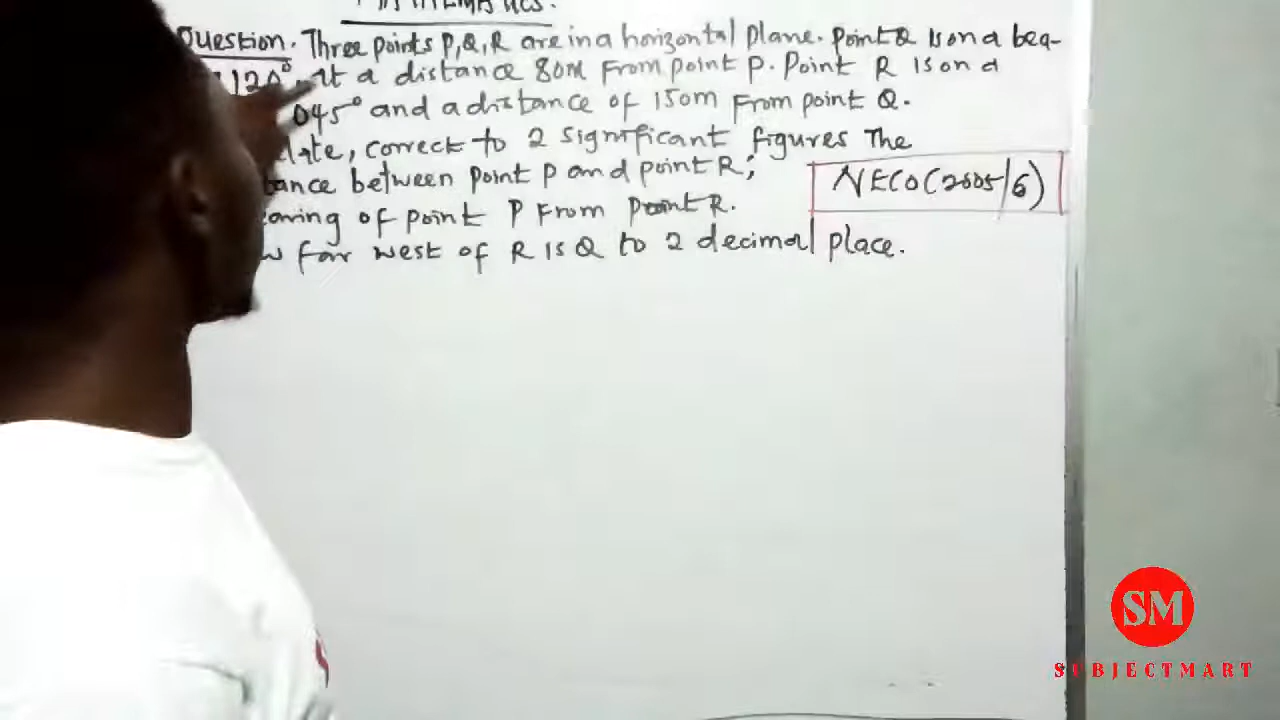 MATHEMATICS.
Question. Three points P,Q,R are in a horizontal plane. Point Q is on a bea-
120° at a distance 80m from point P. Point R is on a
045° and a distance of 150m from point Q.
correct to 2 significant figures the
between point P and point R;
of point P from point R.
far west of R is Q to 2 decimal place.
NECO(2005/6)
SM
SUBJECTMART